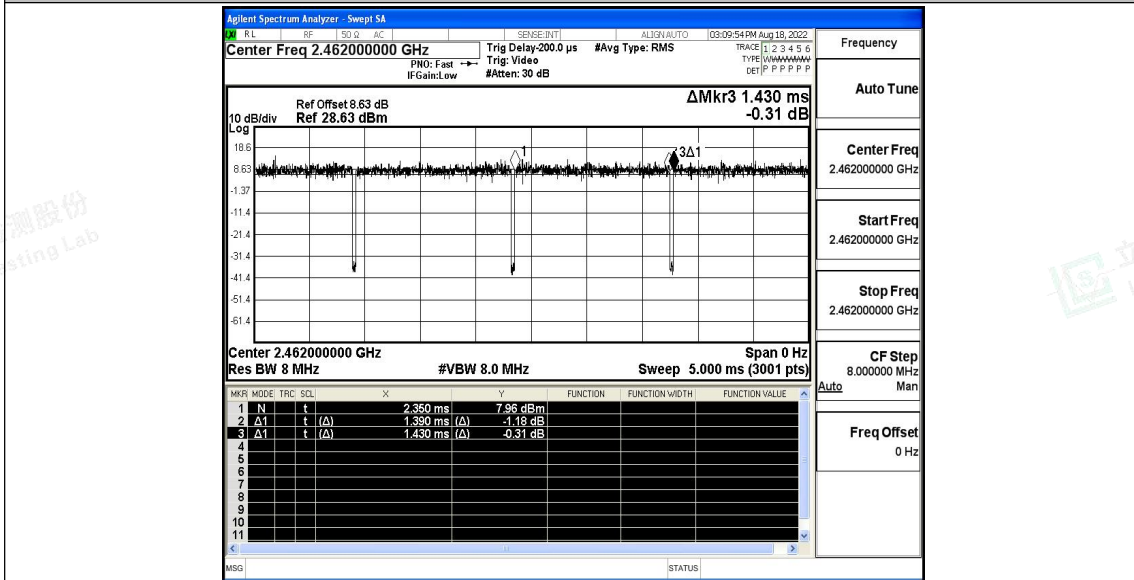 Agilent Spectrum Analyzer - Swept SA
LXI RL RF 50 Ω AC SENSE:INT ALIGN AUTO 03:09:54 PM Aug 18, 2022
Center Freq 2.462000000 GHz
PNO: Fast
IFGain:Low
Trig Delay-200.0 µs
Trig: Video
#Atten: 30 dB
#Avg Type: RMS
TRACE 1 2 3 4 5 6
TYPE WWWWWW
DET P P P P P P
Frequency
Auto Tune
Center Freq
2.462000000 GHz
Start Freq
2.462000000 GHz
Stop Freq
2.462000000 GHz
CF Step
8.000000 MHz
Auto Man
Freq Offset
0 Hz
Ref Offset 8.63 dB
10 dB/div Ref 28.63 dBm
Log
ΔMkr3 1.430 ms
-0.31 dB
18.6
8.63
-1.37
-11.4
-21.4
-31.4
-41.4
-51.4
-61.4
1
3Δ1
Center 2.462000000 GHz Span 0 Hz
Res BW 8 MHz #VBW 8.0 MHz Sweep 5.000 ms (3001 pts)
MKR MODE TRC SCL X Y FUNCTION FUNCTION WIDTH FUNCTION VALUE
1 N t 2.350 ms 7.96 dBm
2 Δ1 t (Δ) 1.390 ms (Δ) -1.18 dB
3 Δ1 t (Δ) 1.430 ms (Δ) -0.31 dB
4
5
6
7
8
9
10
11
MSG STATUS
测股份
sting Lab
立